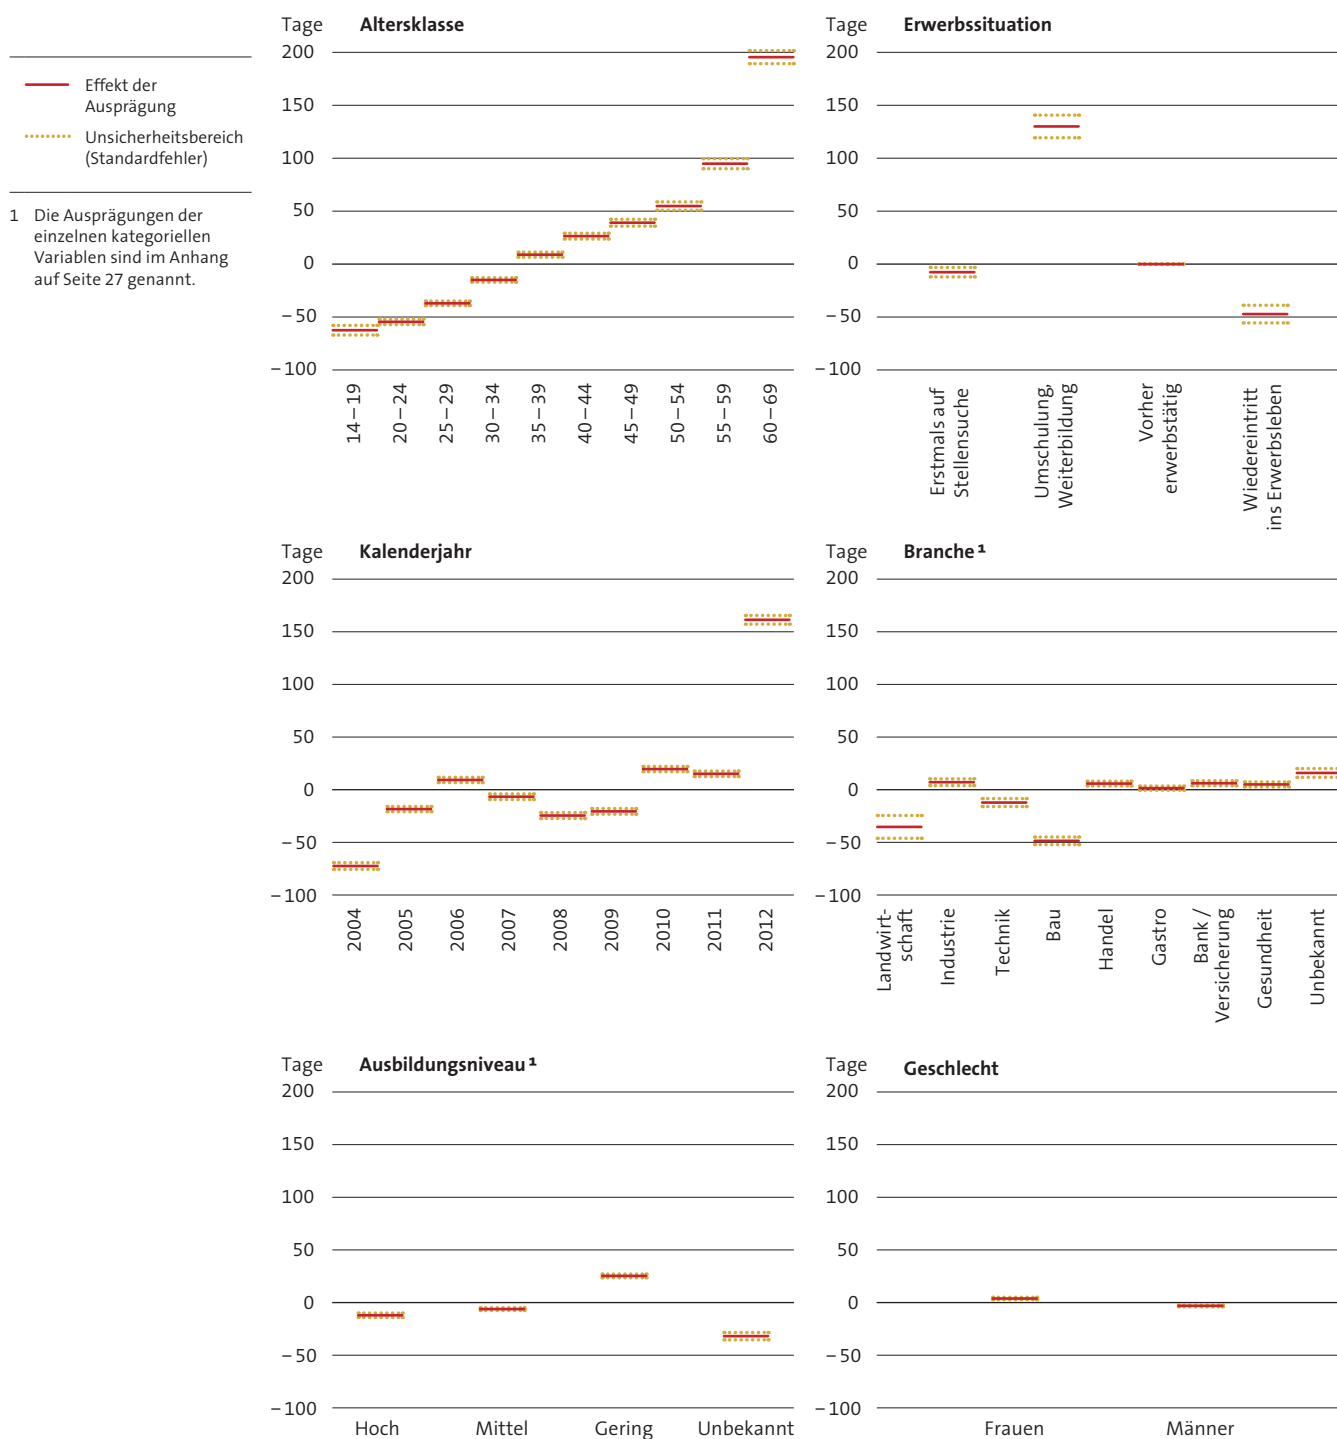 Effekt der
Ausprägung
Unsicherheitsbereich
(Standardfehler)
1 Die Ausprägungen der
einzelnen kategoriellen
Variablen sind im Anhang
auf Seite 27 genannt.
Tage Altersklasse
200
150
100
50
0
–50
–100
14–19
20–24
25–29
30–34
35–39
40–44
45–49
50–54
55–59
60–69
Tage Erwerbssituation
200
150
100
50
0
–50
–100
Erstmals auf
Stellensuche
Umschulung,
Weiterbildung
Vorher
erwerbstätig
Wiedereintritt
ins Erwerbsleben
Tage Kalenderjahr
200
150
100
50
0
–50
–100
2004
2005
2006
2007
2008
2009
2010
2011
2012
Tage Branche ¹
200
150
100
50
0
–50
–100
Landwirt-
schaft
Industrie
Technik
Bau
Handel
Gastro
Bank /
Versicherung
Gesundheit
Unbekannt
Tage Ausbildungsniveau ¹
200
150
100
50
0
–50
–100
Hoch Mittel Gering Unbekannt
Tage Geschlecht
200
150
100
50
0
–50
–100
Frauen Männer